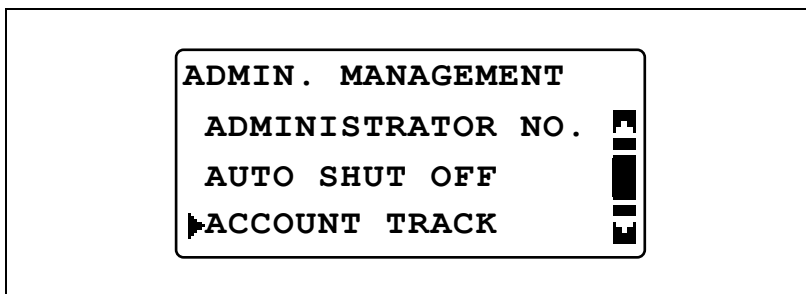 ADMIN. MANAGEMENT
ADMINISTRATOR NO.
AUTO SHUT OFF
ACCOUNT TRACK